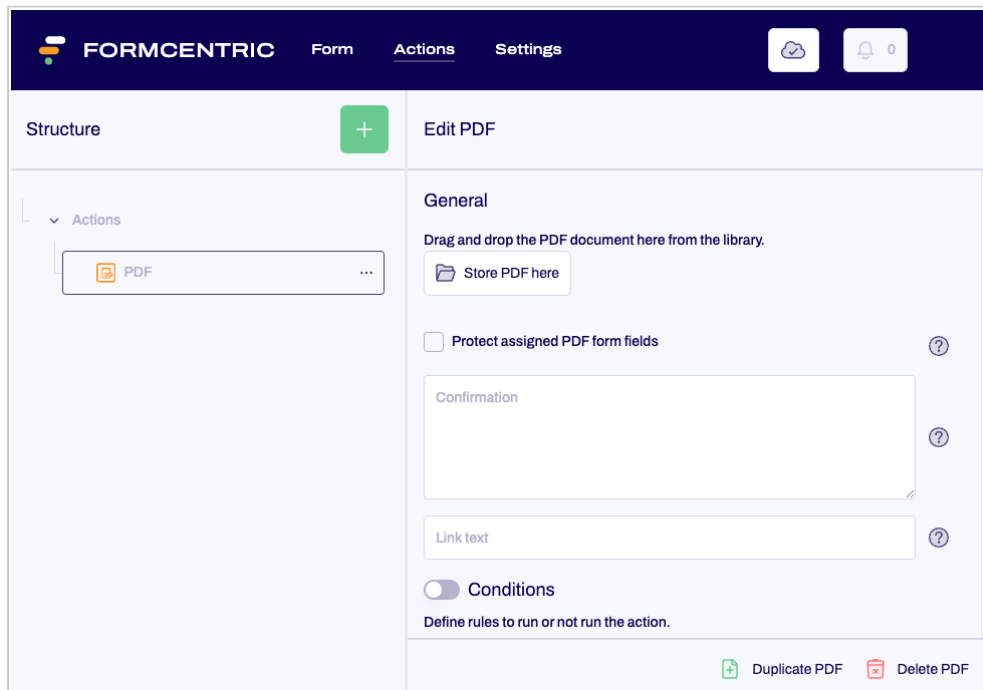 FORMCENTRIC Form Actions Settings 0
Structure
Edit PDF
Actions
PDF
General
Drag and drop the PDF document here from the library.
Store PDF here
Protect assigned PDF form fields
Confirmation
Link text
Conditions
Define rules to run or not run the action.
Duplicate PDF Delete PDF